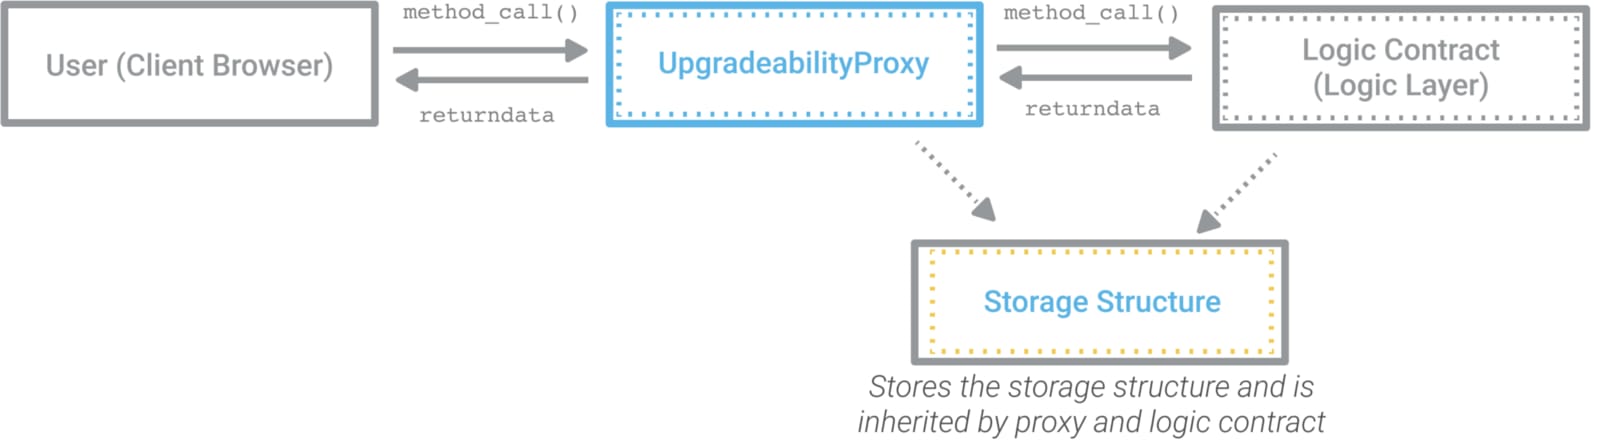 method_call()
method_call()
User (Client Browser)
UpgradeabilityProxy
Logic Contract
(Logic Layer)
returndata
returndata
Storage Structure
Stores the storage structure and is
inherited by proxy and logic contract